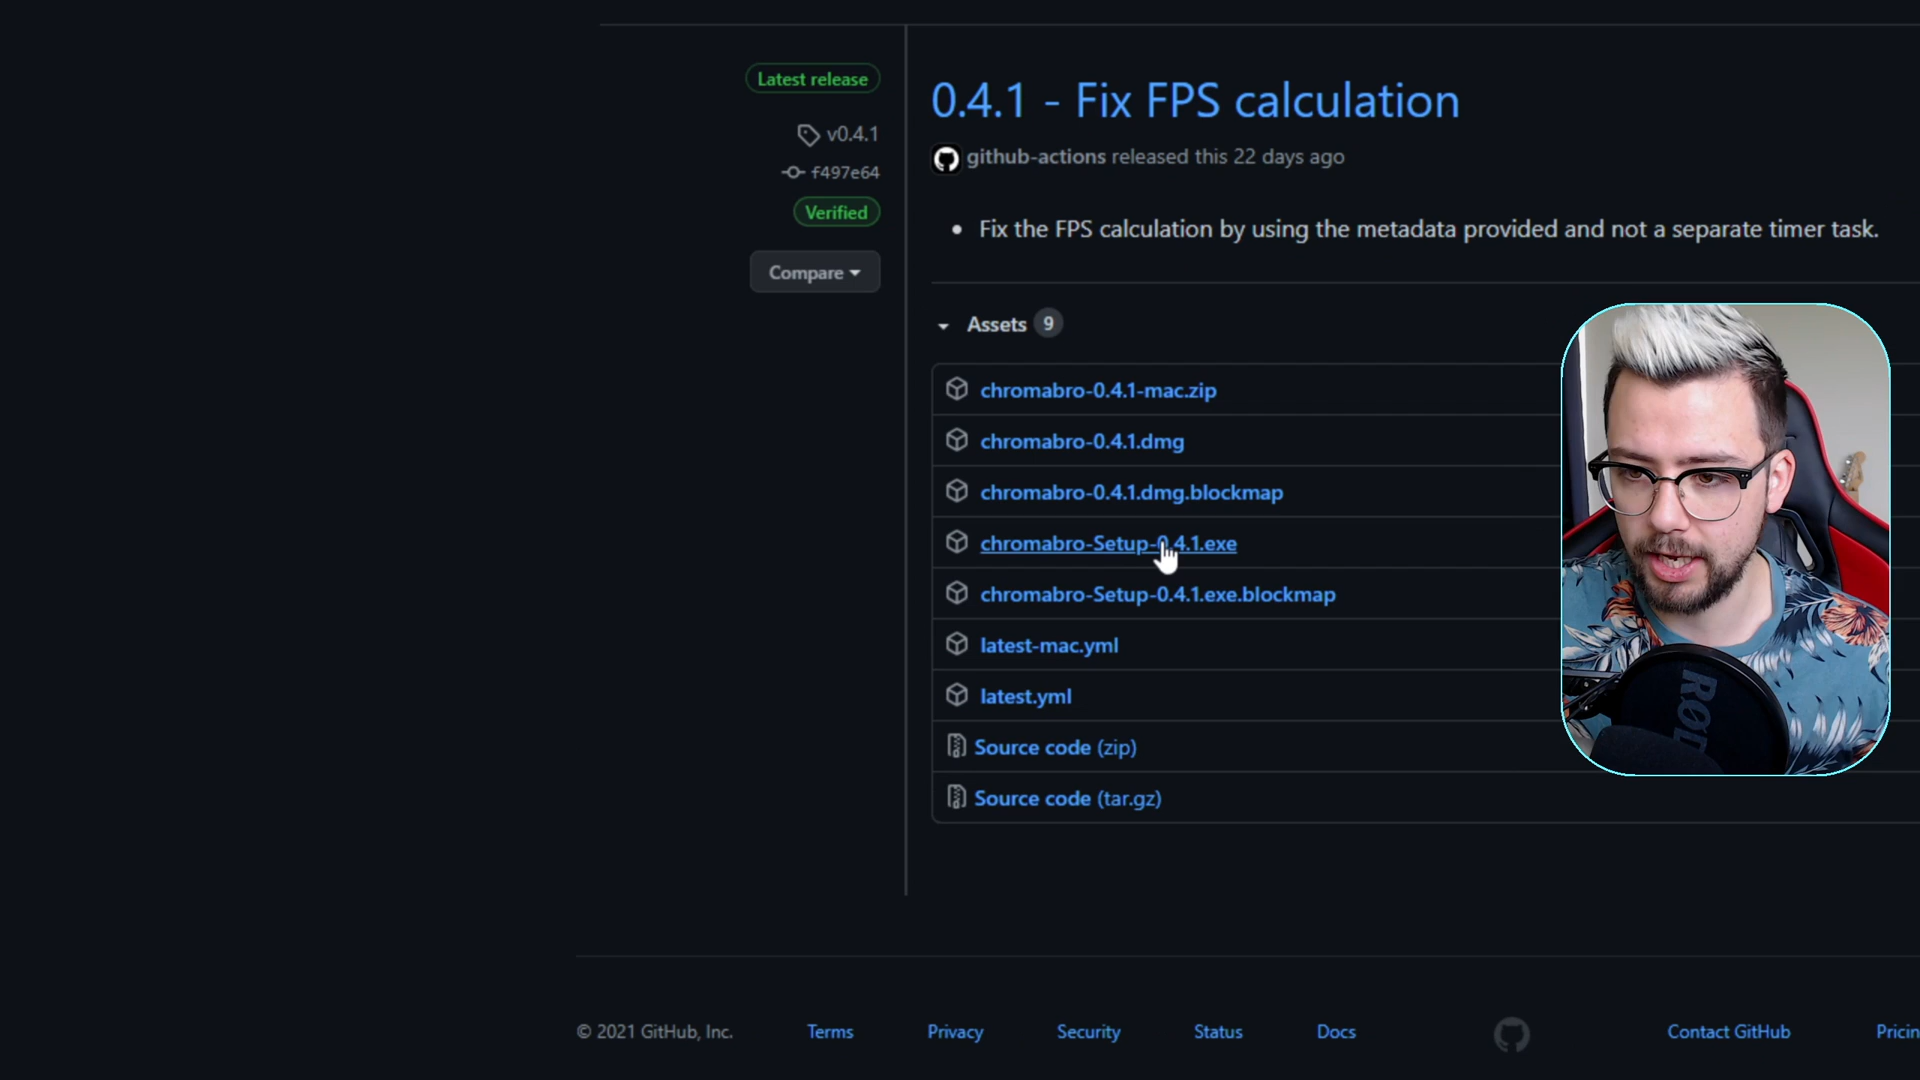 Latest release
v0.4.1
f497e64
Verified
Compare
0.4.1 - Fix FPS calculation
github-actions released this 22 days ago
Fix the FPS calculation by using the metadata provided and not a separate timer task.
Assets 9
chromabro-0.4.1-mac.zip
chromabro-0.4.1.dmg
chromabro-0.4.1.dmg.blockmap
chromabro-Setup-0.4.1.exe
chromabro-Setup-0.4.1.exe.blockmap
latest-mac.yml
latest.yml
Source code (zip)
Source code (tar.gz)
RØD
© 2021 GitHub, Inc. Terms Privacy Security Status Docs Contact GitHub Pricin